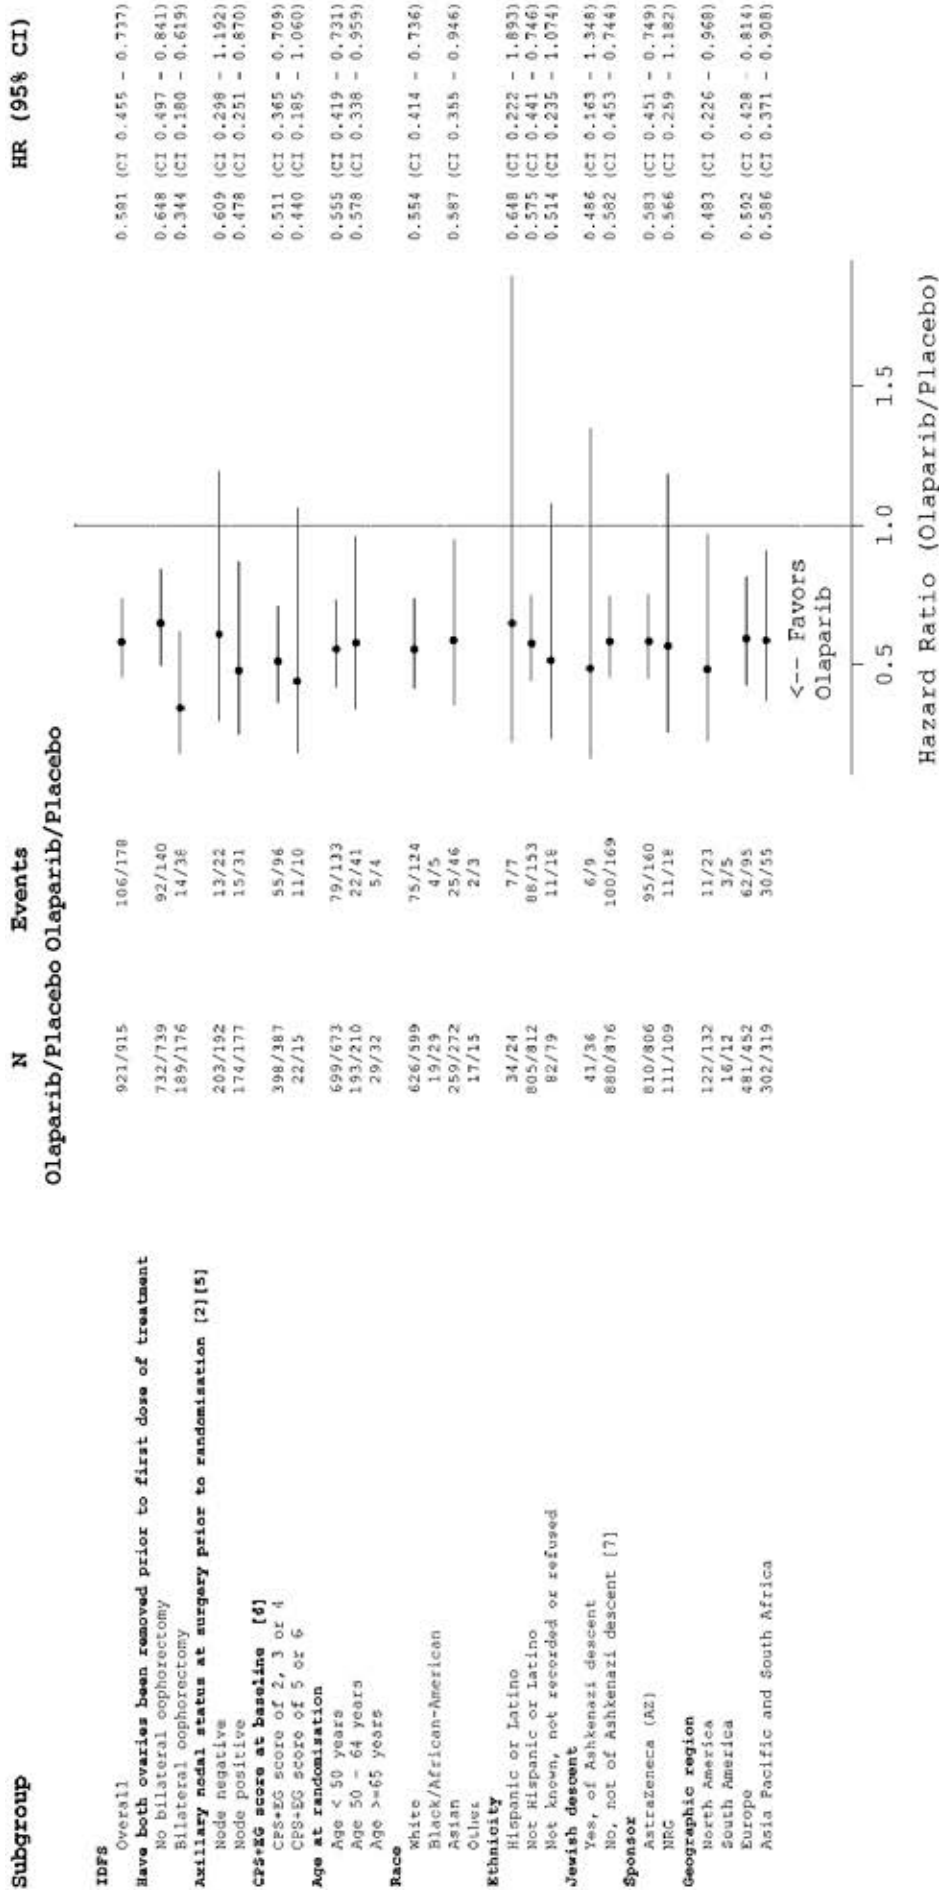 Subgroup N Events HR (95% CI)
Olaparib/Placebo Olaparib/Placebo
IDFS
Overall 921/915 106/178 0.581 (CI 0.455 - 0.737)
Have both ovaries been removed prior to first dose of treatment
No bilateral oophorectomy 732/739 92/140 0.648 (CI 0.497 - 0.841)
Bilateral oophorectomy 189/176 14/38 0.344 (CI 0.180 - 0.619)
Axillary nodal status at surgery prior to randomisation [2][5]
Node negative 203/192 13/22 0.609 (CI 0.298 - 1.192)
Node positive 174/177 15/31 0.478 (CI 0.251 - 0.870)
CPS+EG score at baseline [6]
CPS+EG score of 2, 3 or 4 398/387 55/96 0.511 (CI 0.365 - 0.709)
CPS+EG score of 5 or 6 22/15 11/10 0.440 (CI 0.185 - 1.060)
Age at randomisation
Age < 50 years 699/673 79/133 0.555 (CI 0.419 - 0.731)
Age 50 - 64 years 193/210 22/41 0.578 (CI 0.338 - 0.959)
Age >=65 years 29/32 5/4
Race
White 626/599 75/124 0.554 (CI 0.414 - 0.736)
Black/African-American 19/29 4/5
Asian 259/272 25/46 0.587 (CI 0.355 - 0.946)
Other 17/15 2/3
Ethnicity
Hispanic or Latino 34/24 7/7 0.648 (CI 0.222 - 1.893)
Not Hispanic or Latino 805/812 88/153 0.575 (CI 0.441 - 0.746)
Not known, not recorded or refused 82/79 11/18 0.514 (CI 0.235 - 1.074)
Jewish descent
Yes, of Ashkenazi descent 41/36 6/9 0.486 (CI 0.163 - 1.348)
No, not of Ashkenazi descent [7] 880/876 100/169 0.582 (CI 0.453 - 0.744)
Sponsor
AstraZeneca (AZ) 810/806 95/160 0.583 (CI 0.451 - 0.749)
NRG 111/109 11/18 0.566 (CI 0.259 - 1.182)
Geographic region
North America 122/132 11/23 0.483 (CI 0.226 - 0.968)
South America 16/12 3/5
Europe 481/452 62/95 0.592 (CI 0.428 - 0.814)
Asia Pacific and South Africa 302/319 30/55 0.586 (CI 0.371 - 0.908)
<-- Favors
Olaparib
0.5 1.0 1.5
Hazard Ratio (Olaparib/Placebo)